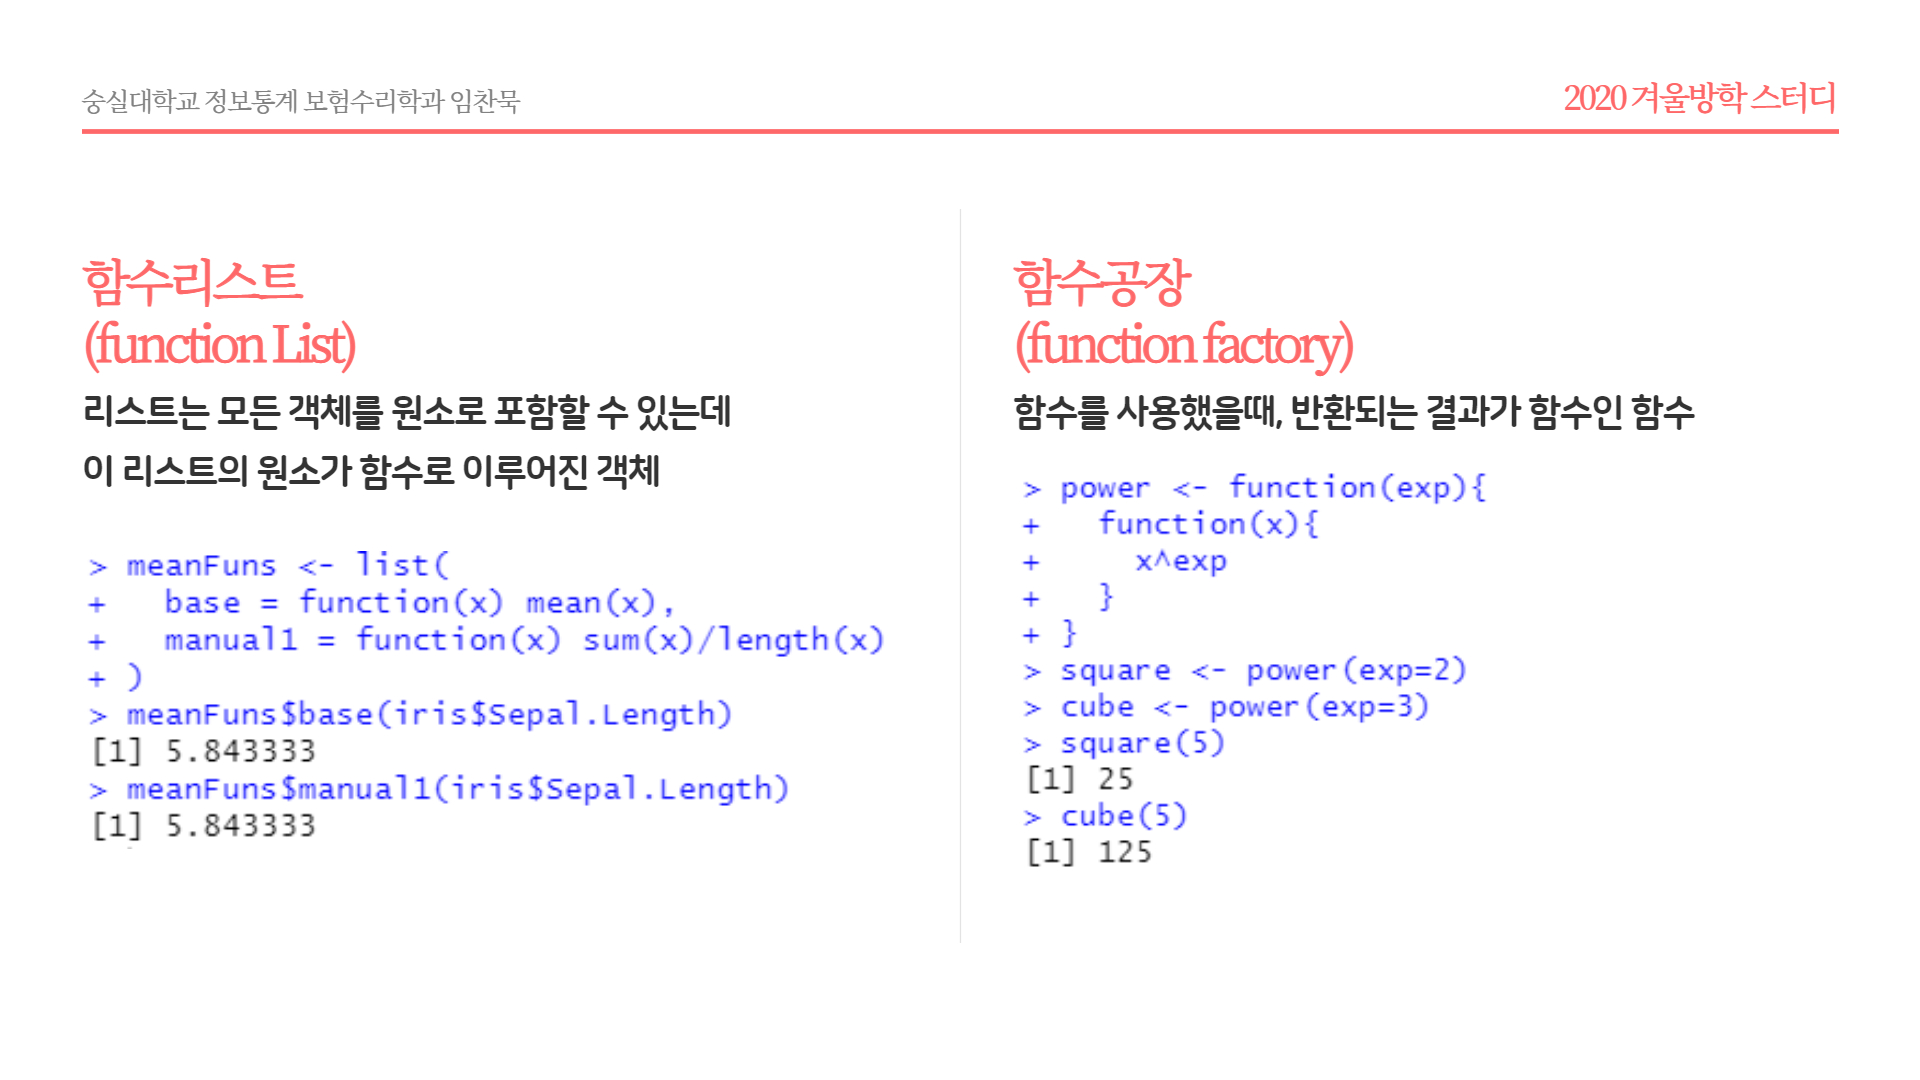 숭실대학교 정보통계 보험수리학과 임찬묵
2020 겨울방학 스터디
함수리스트
(function List)
리스트는 모든 객체를 원소로 포함할 수 있는데
이 리스트의 원소가 함수로 이루어진 객체
> meanFuns <- list(
+   base = function(x) mean(x),
+   manual1 = function(x) sum(x)/length(x)
+ )
> meanFuns$base(iris$Sepal.Length)
[1] 5.843333
> meanFuns$manual1(iris$Sepal.Length)
[1] 5.843333
함수공장
(function factory)
함수를 사용했을때, 반환되는 결과가 함수인 함수
> power <- function(exp){
+   function(x){
+     x^exp
+   }
+ }
> square <- power(exp=2)
> cube <- power(exp=3)
> square(5)
[1] 25
> cube(5)
[1] 125